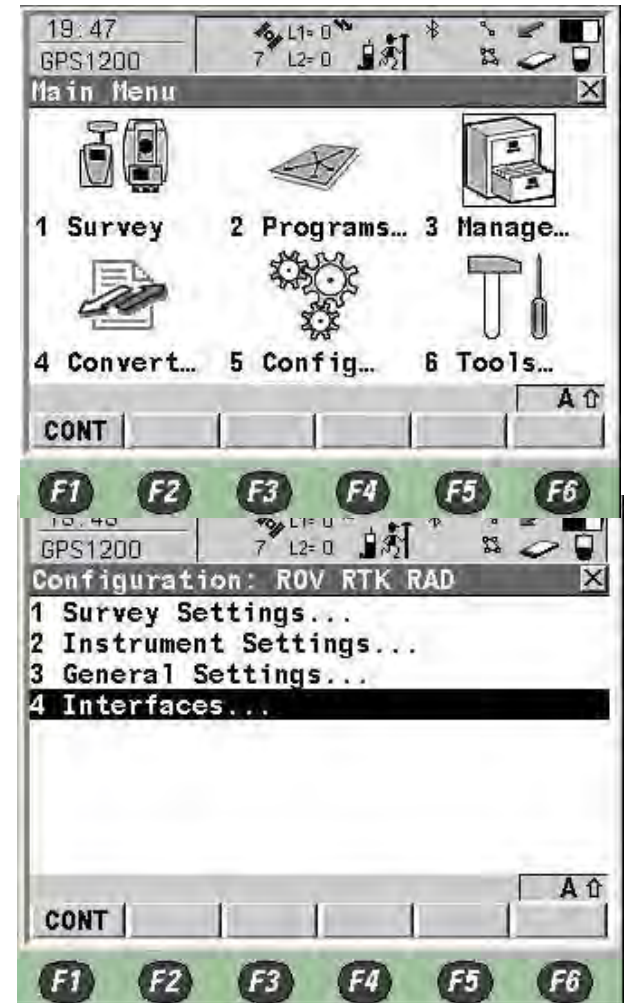 19:47 L1= 0
GPS1200 7 L2= 0
Main Menu
1 Survey 2 Programs… 3 Manage…
4 Convert… 5 Config… 6 Tools…
A
CONT
F1 F2 F3 F4 F5 F6
GPS1200 7 L2= 0
Configuration: ROV RTK RAD
1 Survey Settings...
2 Instrument Settings...
3 General Settings...
4 Interfaces...
A
CONT
F1 F2 F3 F4 F5 F6